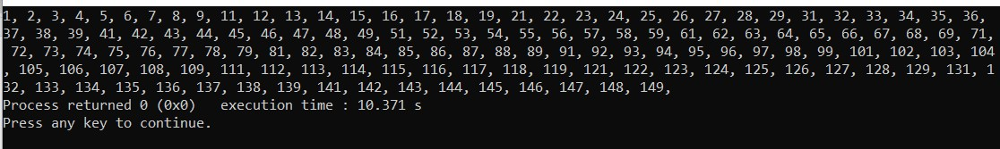 1, 2, 3, 4, 5, 6, 7, 8, 9, 11, 12, 13, 14, 15, 16, 17, 18, 19, 21, 22, 23, 24, 25, 26, 27, 28, 29, 31, 32, 33, 34, 35, 36,
37, 38, 39, 41, 42, 43, 44, 45, 46, 47, 48, 49, 51, 52, 53, 54, 55, 56, 57, 58, 59, 61, 62, 63, 64, 65, 66, 67, 68, 69, 71,
72, 73, 74, 75, 76, 77, 78, 79, 81, 82, 83, 84, 85, 86, 87, 88, 89, 91, 92, 93, 94, 95, 96, 97, 98, 99, 101, 102, 103, 104
, 105, 106, 107, 108, 109, 111, 112, 113, 114, 115, 116, 117, 118, 119, 121, 122, 123, 124, 125, 126, 127, 128, 129, 131, 1
32, 133, 134, 135, 136, 137, 138, 139, 141, 142, 143, 144, 145, 146, 147, 148, 149,
Process returned 0 (0x0)   execution time : 10.371 s
Press any key to continue.